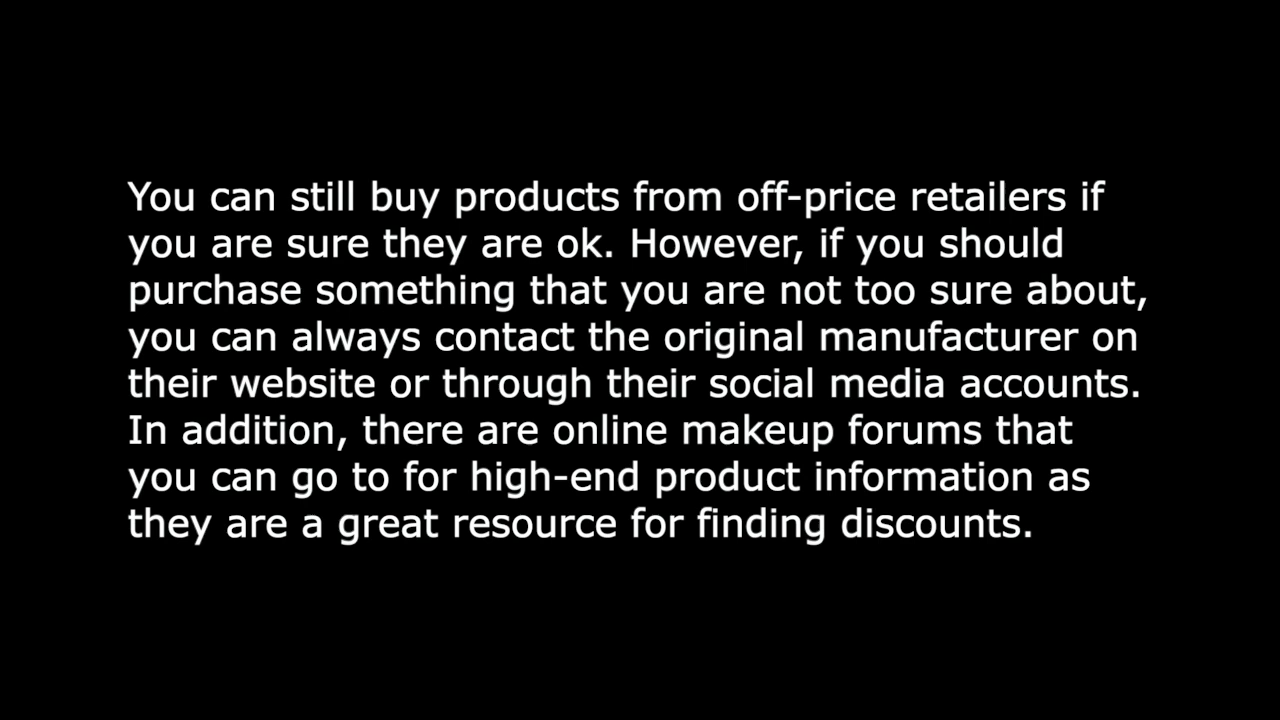 You can still buy products from off-price retailers if
you are sure they are ok. However, if you should
purchase something that you are not too sure about,
you can always contact the original manufacturer on
their website or through their social media accounts.
In addition, there are online makeup forums that
you can go to for high-end product information as
they are a great resource for finding discounts.